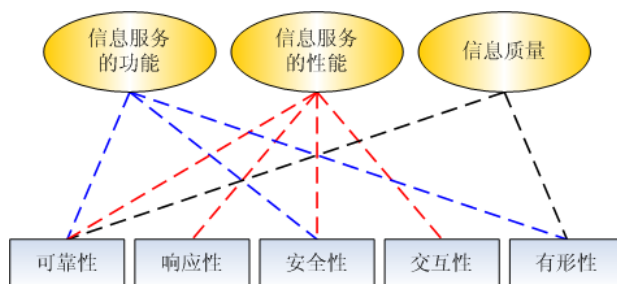 信息服务
的功能
信息服务
的性能
信息质量
可靠性
响应性
安全性
交互性
有形性